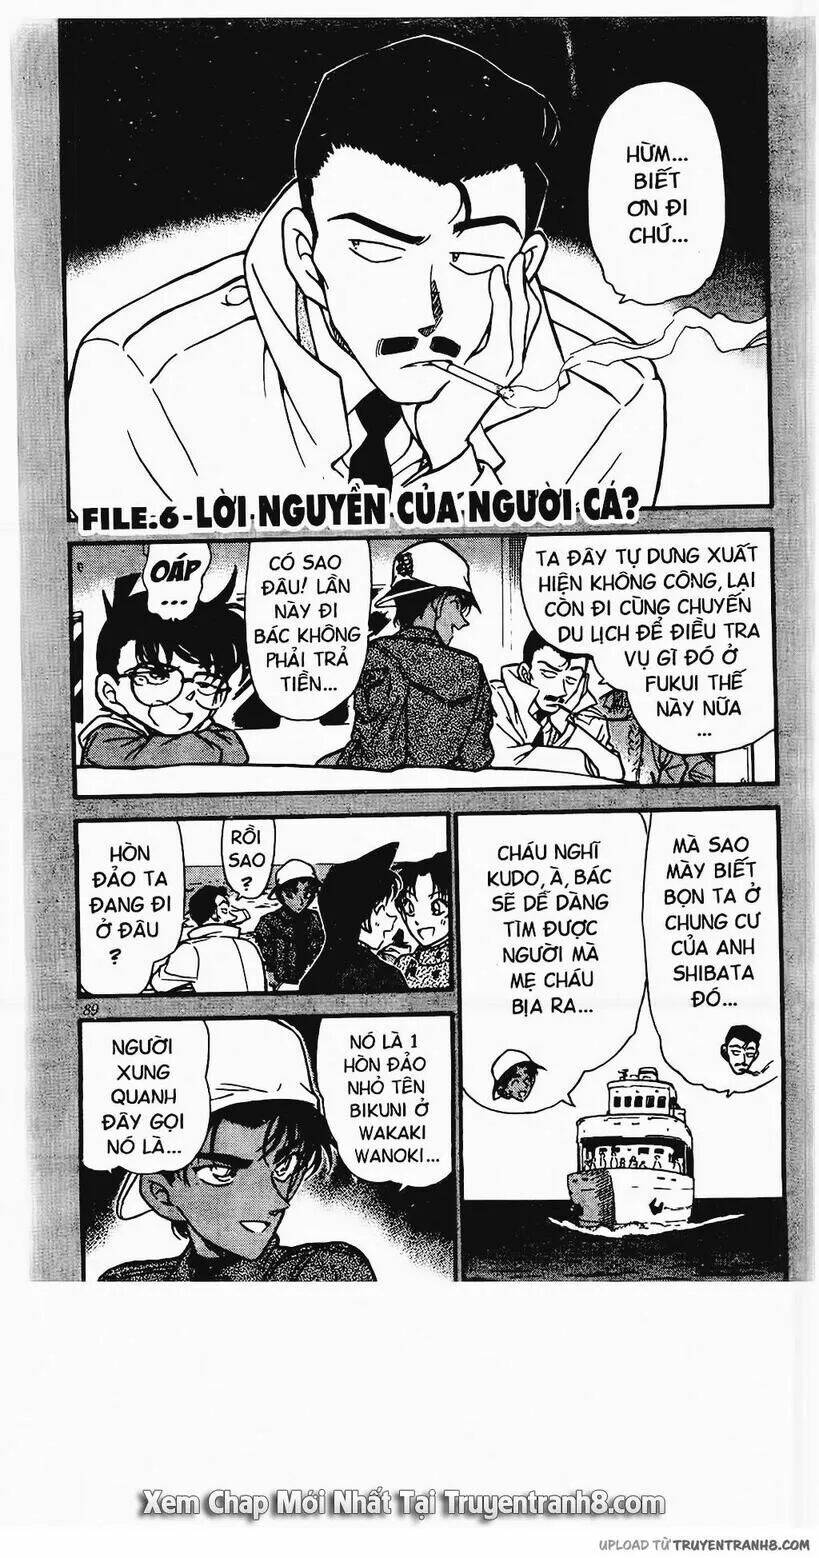 HỪM...
BIẾT
ƠN ĐI
CHỨ...
FILE.6 - LỜI NGUYỀN CỦA NGƯỜI CÁ?
TA ĐÂY TỰ DƯNG XUẤT
HIỆN KHÔNG CÔNG, LẠI
CÒN ĐI CÙNG CHUYẾN
DU LỊCH ĐỂ ĐIỀU TRA
VỤ GÌ ĐÓ Ở
FUKUI THẾ
NÀY NỮA
...
CÓ SAO
ĐÂU! LẦN
NÀY ĐI
BÁC KHÔNG
PHẢI TRẢ
TIỀN...
OÁP
...
MÀ SAO
MÀY BIẾT
BỌN TA Ở
CHUNG CƯ
CỦA ANH
SHIBATA
ĐÓ...
CHÁU NGHĨ
KUDO, À, BÁC
SẼ DỄ DÀNG
TÌM ĐƯỢC
NGƯỜI MÀ
MẸ CHÁU
BỊA RA...
RỒI
SAO
?
HÒN
ĐẢO TA
ĐANG ĐI
Ở ĐÂU
?
89
NÓ LÀ 1
HÒN ĐẢO
NHỎ TÊN
BIKUNI Ở
WAKAKI
WANOKI...
NGƯỜI
XUNG
QUANH
ĐÂY GỌI
NÓ LÀ...
Xem Chap Mới Nhất Tại Truyentranh8.com
UPLOAD TỪ TRUYENTRANH8.COM